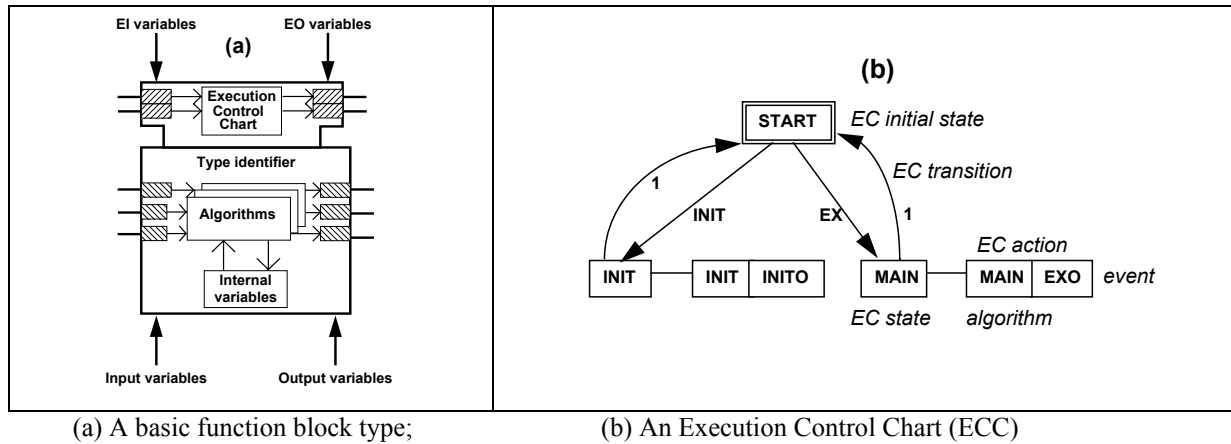 EI variables
EO variables
(a)
Execution
Control
Chart
Type identifier
Algorithms
Internal
variables
Input variables
Output variables
(b)
START
EC initial state
EC transition
1
INIT
EX
1
EC action
INIT
INIT
INITO
MAIN
MAIN
EXO
event
EC state
algorithm
(a) A basic function block type;
(b) An Execution Control Chart (ECC)